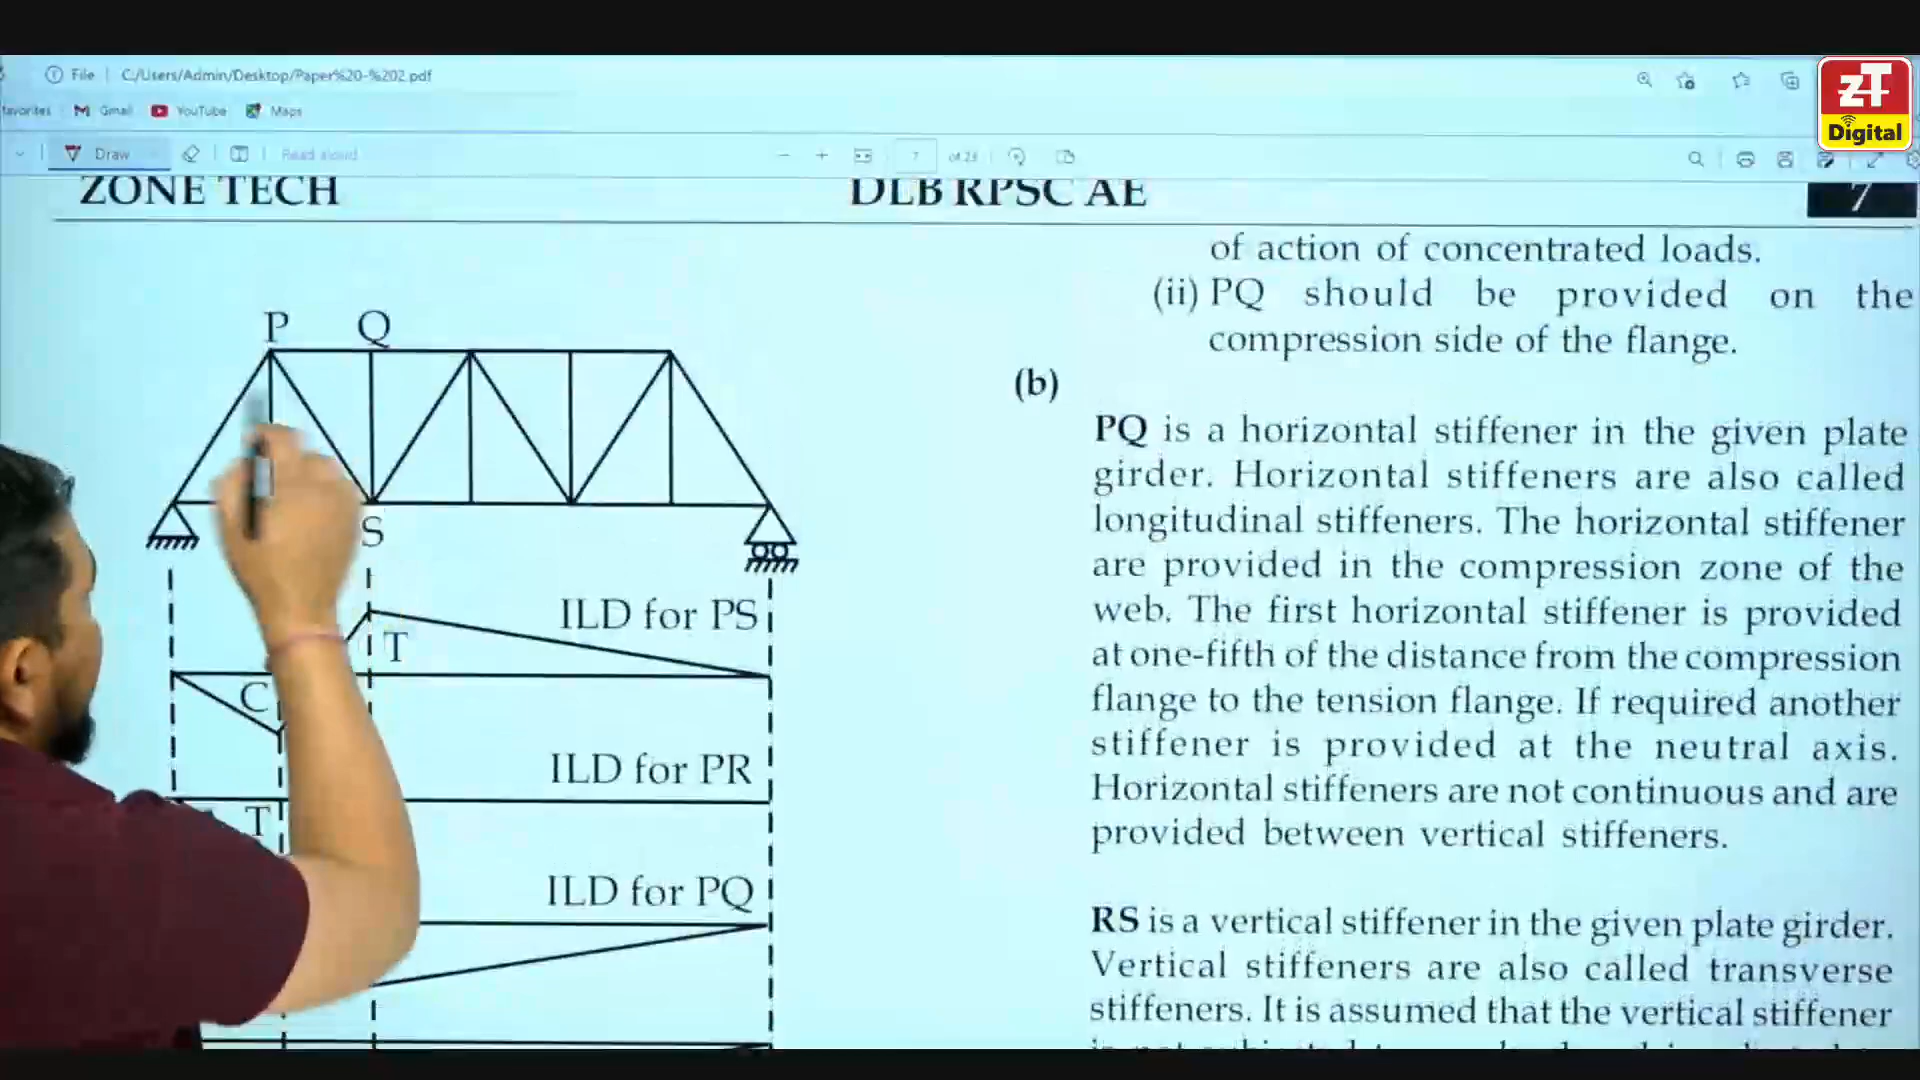 File C:/Users/Admin/Desktop/Paper%20-%202.pdf
favorites Gmail YouTube Maps
Draw Read aloud 7 of 23
ZT Digital
ZONE TECH DLB RPSC AE 7
P Q
S
ILD for PS
T
C
ILD for PR
T
ILD for PQ
of action of concentrated loads.
(ii) PQ should be provided on the
compression side of the flange.
(b)
PQ is a horizontal stiffener in the given plate
girder. Horizontal stiffeners are also called
longitudinal stiffeners. The horizontal stiffener
are provided in the compression zone of the
web. The first horizontal stiffener is provided
at one-fifth of the distance from the compression
flange to the tension flange. If required another
stiffener is provided at the neutral axis.
Horizontal stiffeners are not continuous and are
provided between vertical stiffeners.
RS is a vertical stiffener in the given plate girder.
Vertical stiffeners are also called transverse
stiffeners. It is assumed that the vertical stiffener